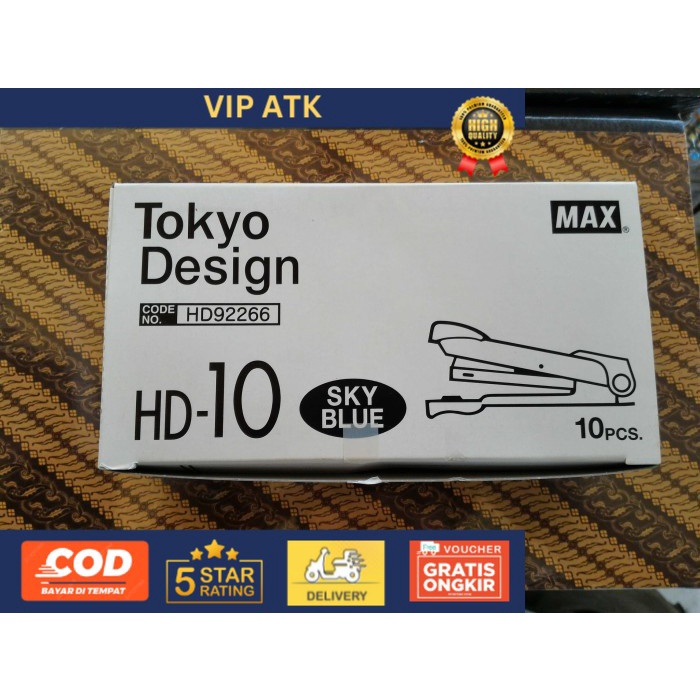 VIP ATK
HIGH
QUALITY
Tokyo
Design
MAX®
CODE
NO.
HD92266
HD-10
SKY
BLUE
10PCS.
COD
BAYAR DI TEMPAT
5 STAR
RATING
DELIVERY
Free
VOUCHER
GRATIS
ONGKIR